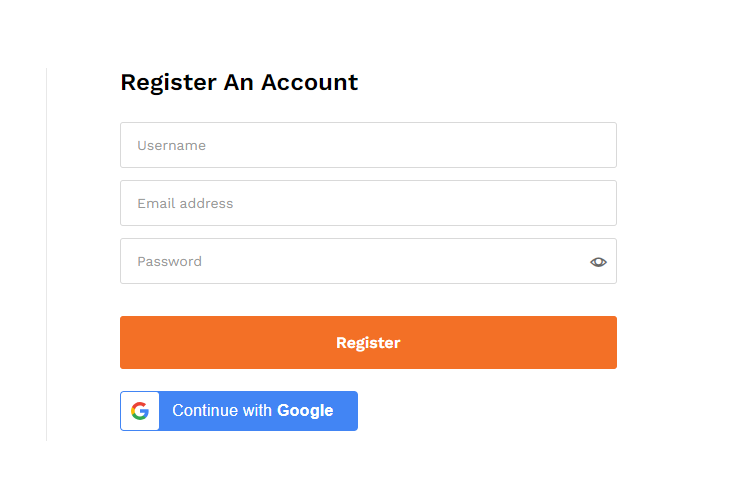 Register An Account
Username
Email address
Password
Register
Continue with Google